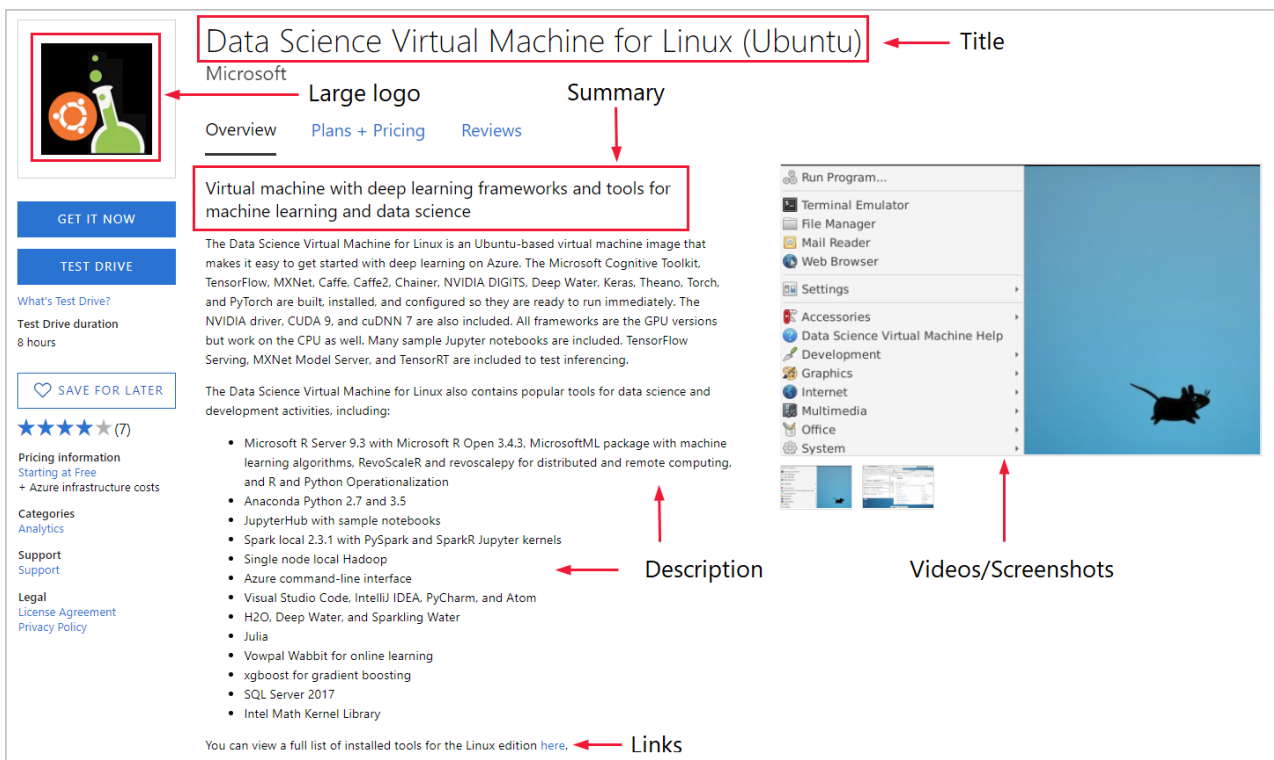 Data Science Virtual Machine for Linux (Ubuntu)
Title
Microsoft
Large logo
Summary
Overview
Plans + Pricing
Reviews
Virtual machine with deep learning frameworks and tools for
machine learning and data science
GET IT NOW
TEST DRIVE
What's Test Drive?
Test Drive duration
8 hours
SAVE FOR LATER
(7)
Pricing information
Starting at Free
+ Azure infrastructure costs
Categories
Analytics
Support
Support
Legal
License Agreement
Privacy Policy
The Data Science Virtual Machine for Linux is an Ubuntu-based virtual machine image that
makes it easy to get started with deep learning on Azure. The Microsoft Cognitive Toolkit,
TensorFlow, MXNet, Caffe, Caffe2, Chainer, NVIDIA DIGITS, Deep Water, Keras, Theano, Torch,
and PyTorch are built, installed, and configured so they are ready to run immediately. The
NVIDIA driver, CUDA 9, and cuDNN 7 are also included. All frameworks are the GPU versions
but work on the CPU as well. Many sample Jupyter notebooks are included. TensorFlow
Serving, MXNet Model Server, and TensorRT are included to test inferencing.
The Data Science Virtual Machine for Linux also contains popular tools for data science and
development activities, including:
• Microsoft R Server 9.3 with Microsoft R Open 3.4.3, MicrosoftML package with machine
learning algorithms, RevoScaleR and revoscalepy for distributed and remote computing,
and R and Python Operationalization
• Anaconda Python 2.7 and 3.5
• JupyterHub with sample notebooks
• Spark local 2.3.1 with PySpark and SparkR Jupyter kernels
• Single node local Hadoop
• Azure command-line interface
• Visual Studio Code, IntelliJ IDEA, PyCharm, and Atom
• H2O, Deep Water, and Sparkling Water
• Julia
• Vowpal Wabbit for online learning
• xgboost for gradient boosting
• SQL Server 2017
• Intel Math Kernel Library
You can view a full list of installed tools for the Linux edition here.
Links
Description
Run Program...
Terminal Emulator
File Manager
Mail Reader
Web Browser
Settings
Accessories
Data Science Virtual Machine Help
Development
Graphics
Internet
Multimedia
Office
System
Videos/Screenshots